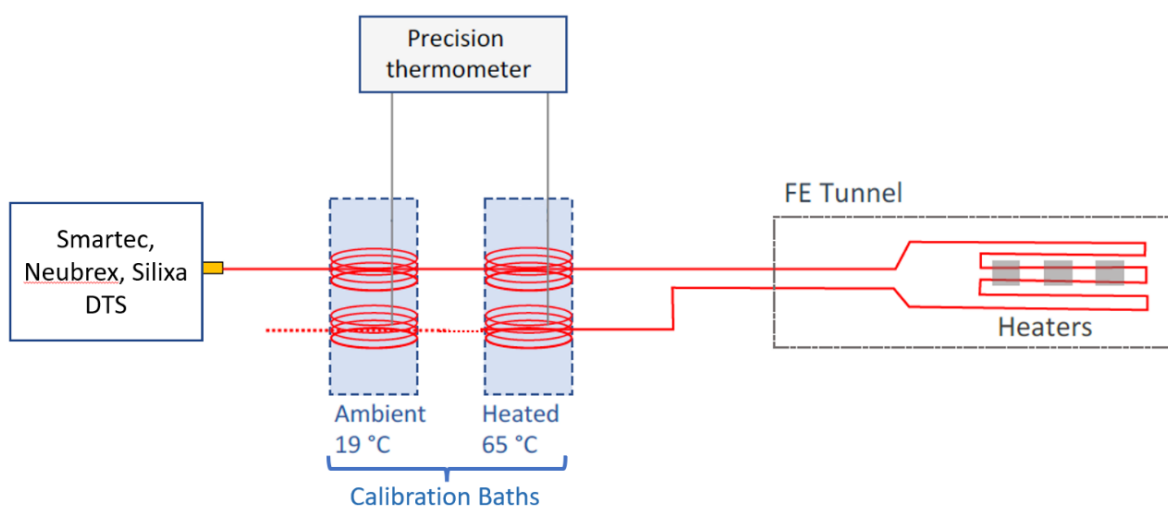 Precision
thermometer
FE Tunnel
Smartec,
Neubrex, Silixa
DTS
Heaters
Ambient
19 °C
Heated
65 °C
Calibration Baths